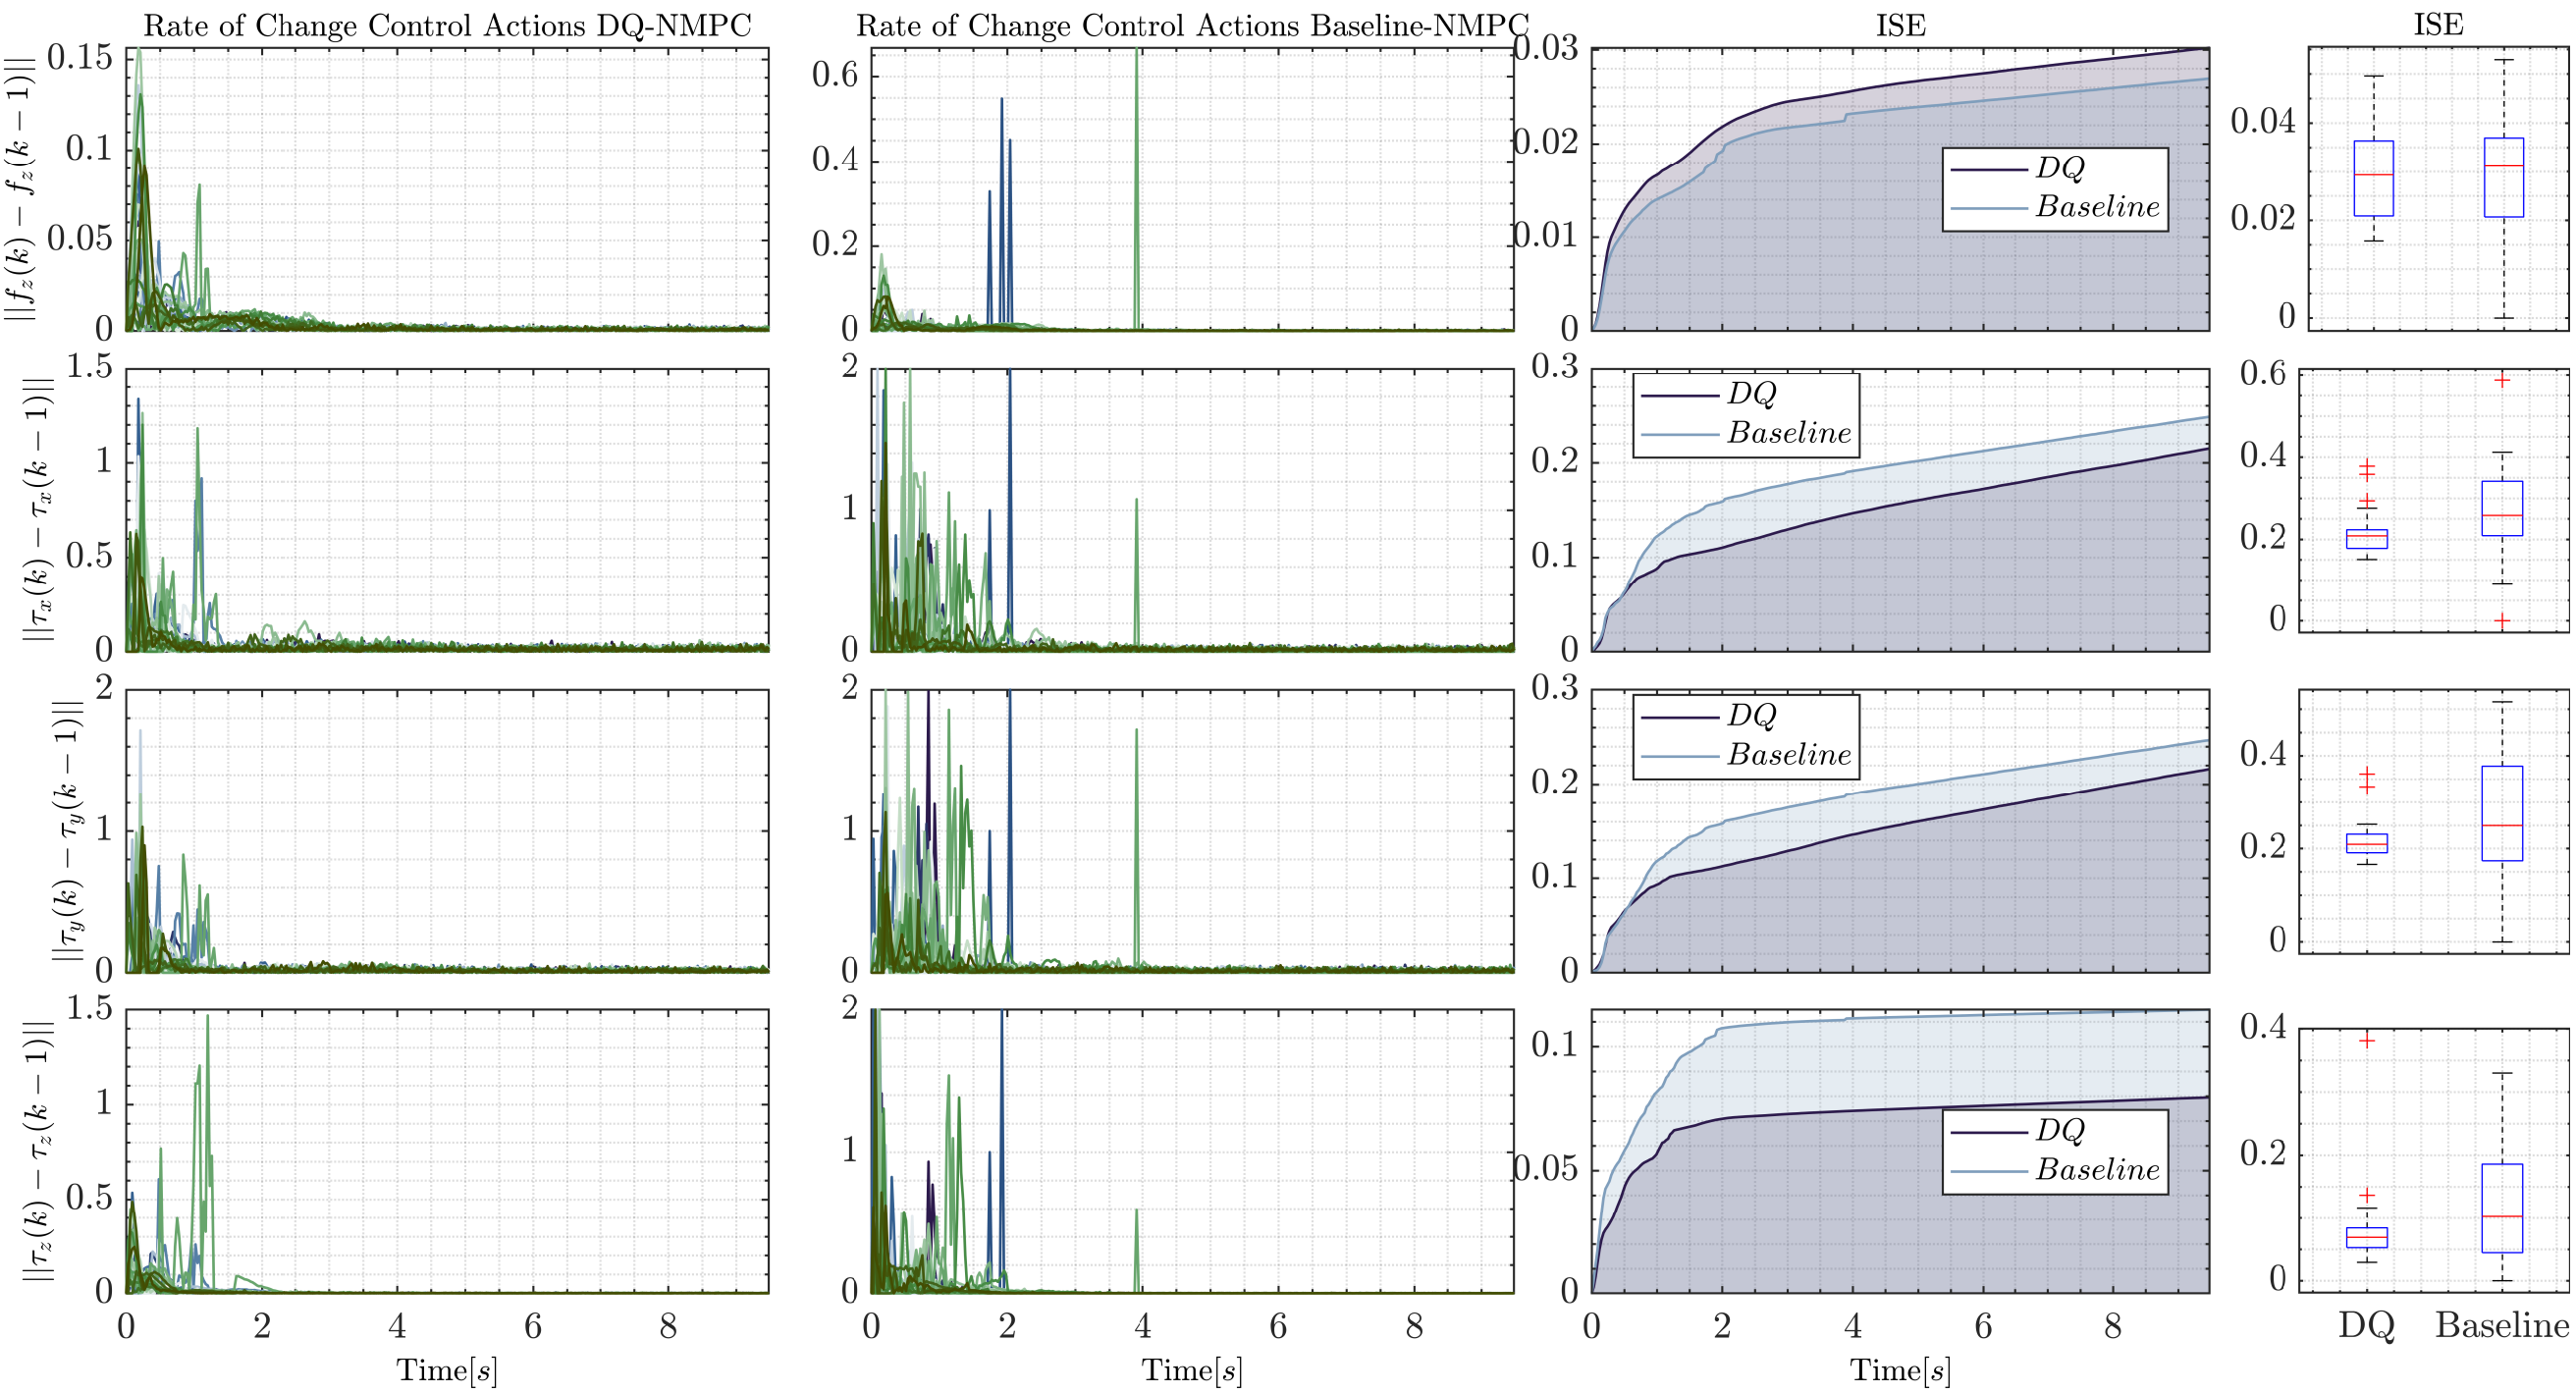 Rate of Change Control Actions DQ-NMPC
Rate of Change Control Actions Baseline-NMPC
ISE
ISE
||f_z(k) − f_z(k − 1)||
0.15
0.1
0.05
0
0.6
0.4
0.2
0
0.03
0.02
0.01
0
DQ
Baseline
0.04
0.02
0
||τ_x(k) − τ_x(k − 1)||
1.5
1
0.5
0
2
1
0
0.3
0.2
0.1
0
DQ
Baseline
0.6
0.4
0.2
0
||τ_y(k) − τ_y(k − 1)||
2
1
0
2
1
0
0.3
0.2
0.1
0
DQ
Baseline
0.4
0.2
0
||τ_z(k) − τ_z(k − 1)||
1.5
1
0.5
0
2
1
0
0.1
0.05
0
DQ
Baseline
0.4
0.2
0
0 2 4 6 8
0 2 4 6 8
0 2 4 6 8
DQ Baseline
Time[s]
Time[s]
Time[s]